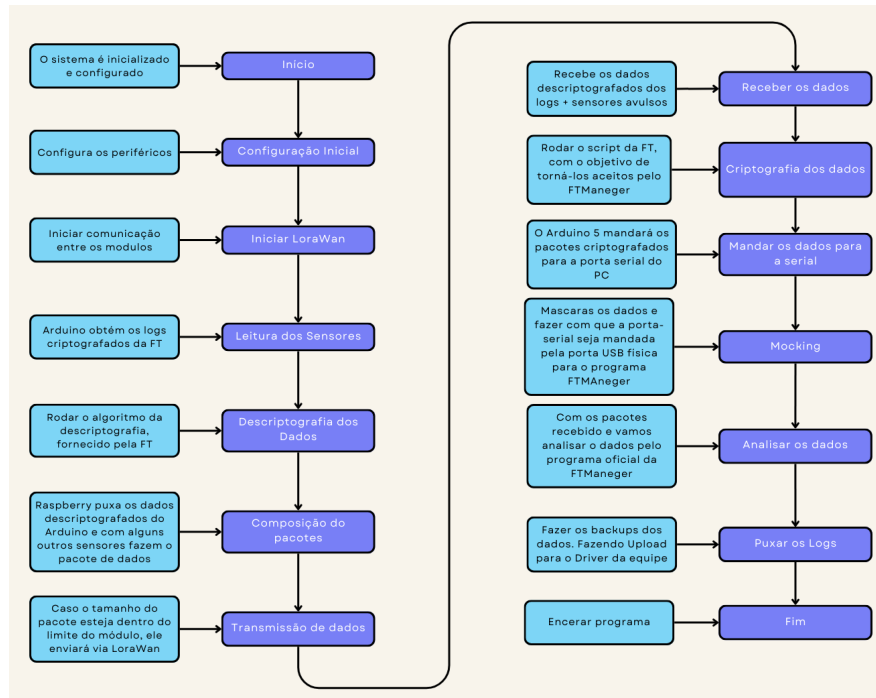 O sistema é inicializado
e configurado
Início
Configura os periféricos
Configuração Inicial
Iniciar comunicação
entre os modulos
Iniciar LoraWan
Arduino obtém os logs
criptografados da FT
Leitura dos Sensores
Rodar o algoritmo da
descriptografia,
fornecido pela FT
Descriptografia dos
Dados
Raspberry puxa os dados
descriptografados do
Arduino e com alguns
outros sensores fazem o
pacote de dados
Composição do
pacotes
Caso o tamanho do
pacote esteja dentro do
limite do módulo, ele
enviará via LoraWan
Transmissão de dados
Recebe os dados
descriptografados dos
logs + sensores avulsos
Receber os dados
Rodar o script da FT,
com o objetivo de
torná-los aceitos pelo
FTManeger
Criptografia dos dados
O Arduino 5 mandará os
pacotes criptografados
para a porta serial do
PC
Mandar os dados para
a serial
Mascaras os dados e
fazer com que a porta-
serial seja mandada
pela porta USB fisica
para o programa
FTMAneger
Mocking
Com os pacotes
recebido e vamos
analisar o dados pelo
programa oficial da
FTManeger
Analisar os dados
Fazer os backups dos
dados. Fazendo Upload
para o Driver da equipe
Puxar os Logs
Encerar programa
Fim